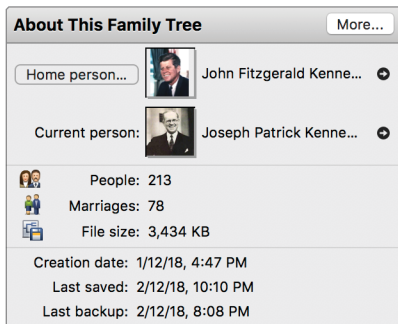 About This Family Tree More...
Home person... John Fitzgerald Kenne...
Current person: Joseph Patrick Kenne...
People: 213
Marriages: 78
File size: 3,434 KB
Creation date: 1/12/18, 4:47 PM
Last saved: 2/12/18, 10:10 PM
Last backup: 2/12/18, 8:08 PM